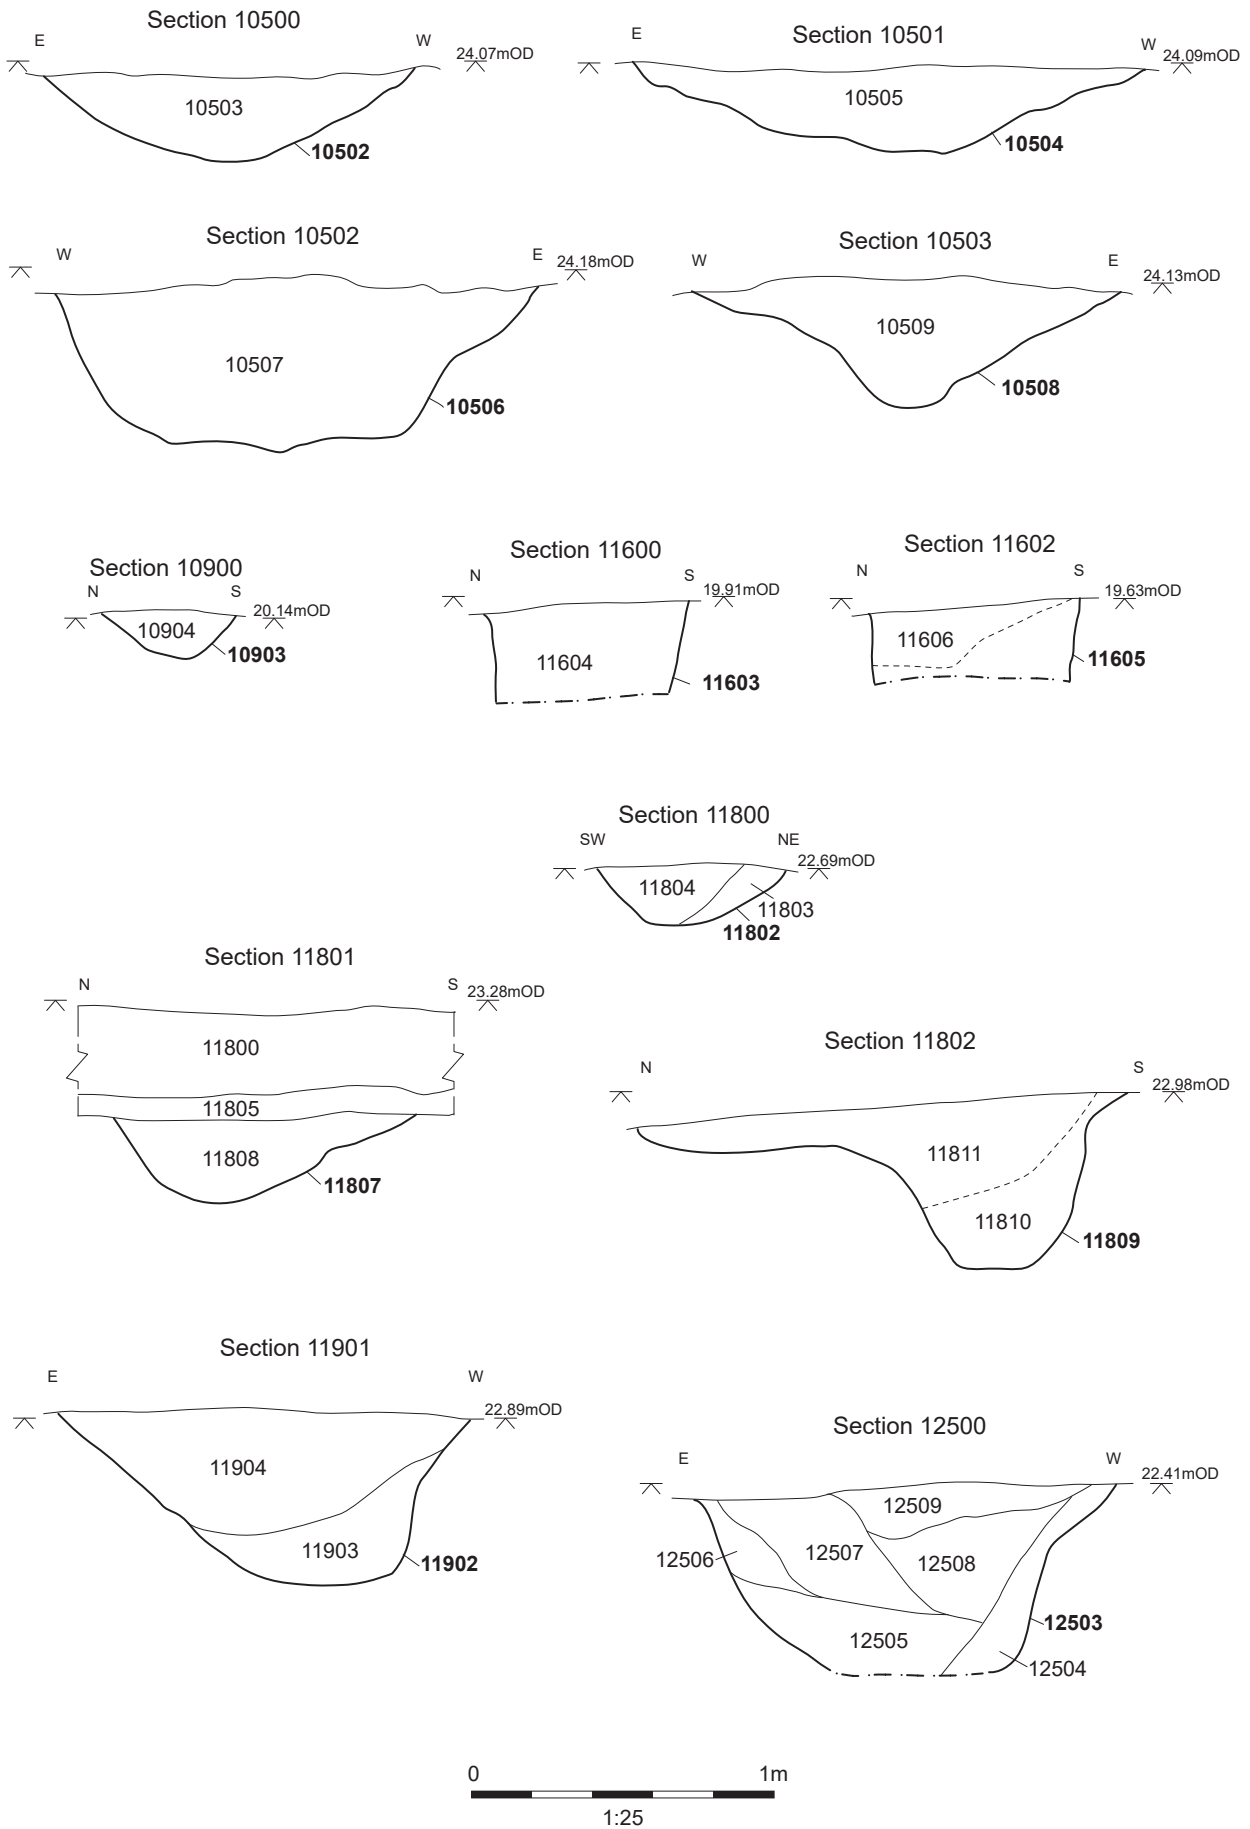 Section 10500
E W 24.07mOD
10503
10502
Section 10501
E W 24.09mOD
10505
10504
Section 10502
W E 24.18mOD
10507
10506
Section 10503
W E 24.13mOD
10509
10508
Section 10900
N S 20.14mOD
10904
10903
Section 11600
N S 19.91mOD
11604
11603
Section 11602
N S 19.63mOD
11606
11605
Section 11800
SW NE 22.69mOD
11804
11803
11802
Section 11801
N S 23.28mOD
11800
11805
11808
11807
Section 11802
N S 22.98mOD
11811
11810
11809
Section 11901
E W 22.89mOD
11904
11903
11902
Section 12500
E W 22.41mOD
12509
12506 12507 12508
12503
12505
12504
0 1m
1:25